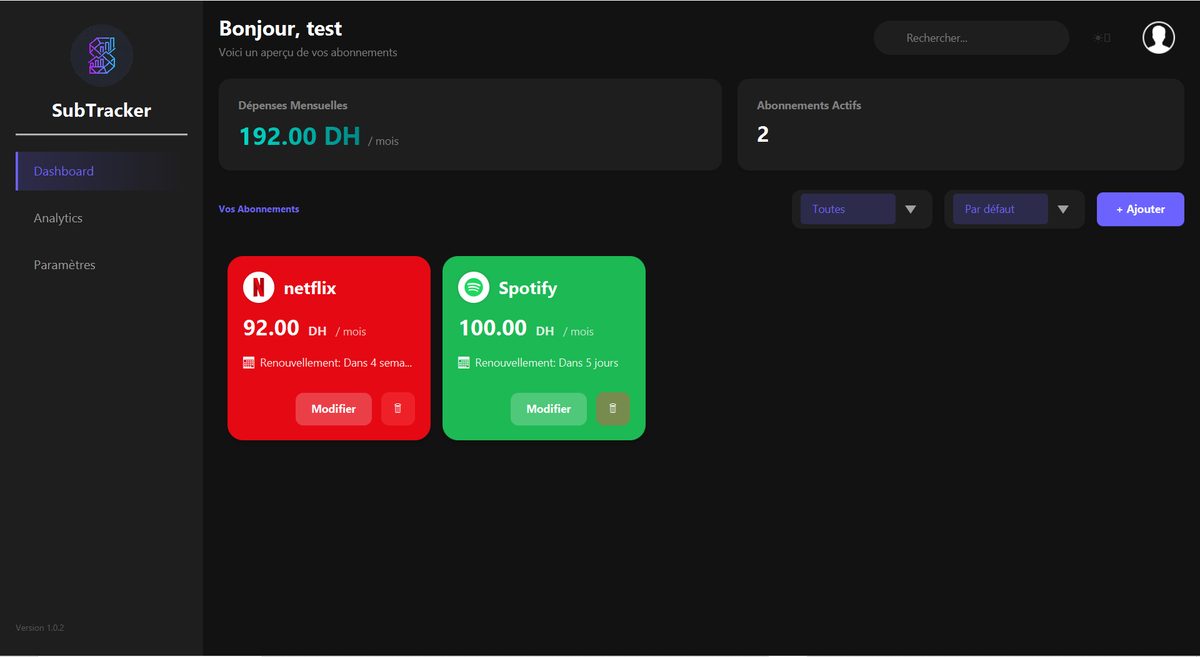 SubTracker
Dashboard
Analytics
Paramètres
Version 1.0.2
Bonjour, test
Voici un aperçu de vos abonnements
Rechercher...
Dépenses Mensuelles
192.00 DH / mois
Abonnements Actifs
2
Vos Abonnements
Toutes
Par défaut
+ Ajouter
N netflix
92.00 DH / mois
Renouvellement: Dans 4 sema...
Modifier
Spotify
100.00 DH / mois
Renouvellement: Dans 5 jours
Modifier